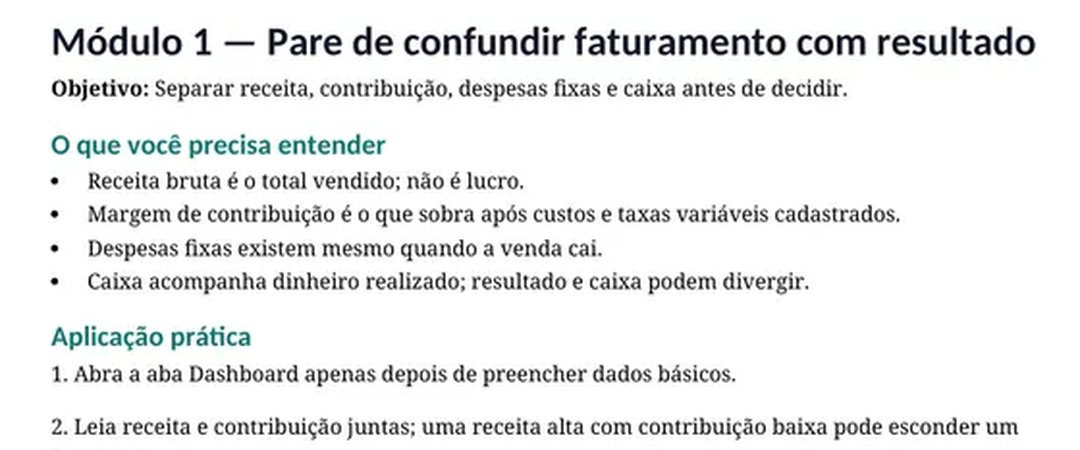 Módulo 1 — Pare de confundir faturamento com resultado
Objetivo: Separar receita, contribuição, despesas fixas e caixa antes de decidir.
O que você precisa entender
• Receita bruta é o total vendido; não é lucro.
• Margem de contribuição é o que sobra após custos e taxas variáveis cadastrados.
• Despesas fixas existem mesmo quando a venda cai.
• Caixa acompanha dinheiro realizado; resultado e caixa podem divergir.
Aplicação prática
1. Abra a aba Dashboard apenas depois de preencher dados básicos.
2. Leia receita e contribuição juntas; uma receita alta com contribuição baixa pode esconder um